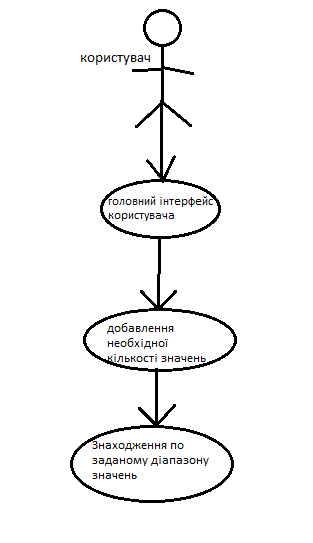 користувач
головний інтерфейс
користувача
добавлення
необхідної
кількості значень
Знаходження по
заданому діапазону
значень